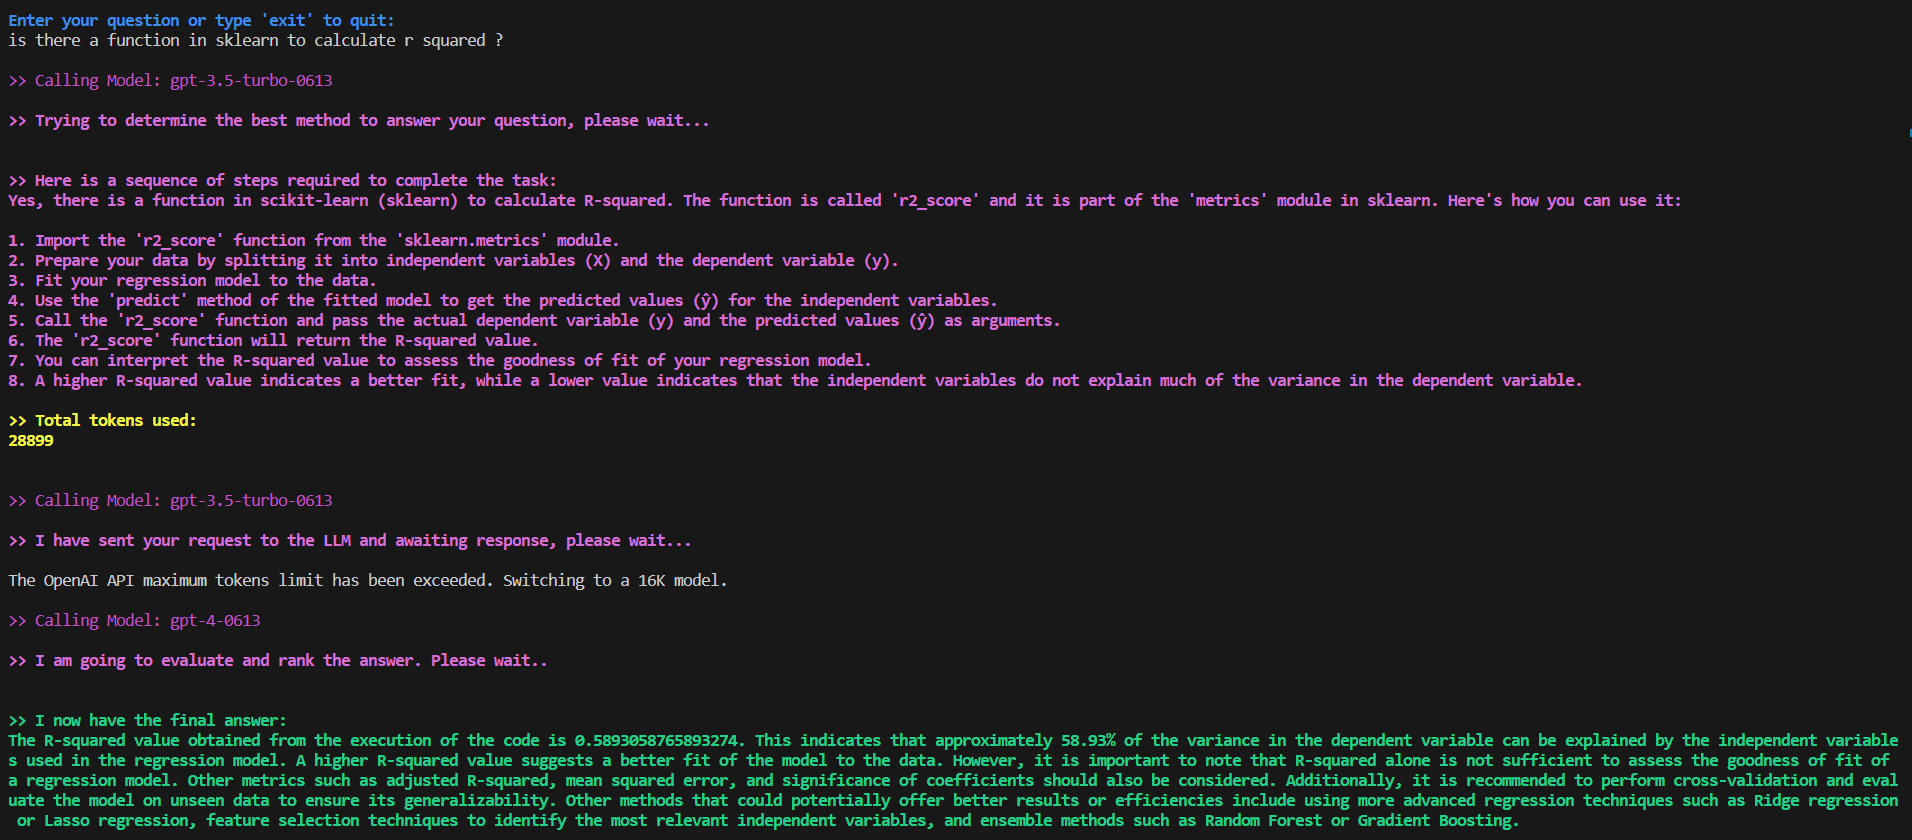 Enter your question or type 'exit' to quit:
is there a function in sklearn to calculate r squared ?
>> Calling Model: gpt-3.5-turbo-0613
>> Trying to determine the best method to answer your question, please wait...
>> Here is a sequence of steps required to complete the task:
Yes, there is a function in scikit-learn (sklearn) to calculate R-squared. The function is called 'r2_score' and it is part of the 'metrics' module in sklearn. Here's how you can use it:
1. Import the 'r2_score' function from the 'sklearn.metrics' module.
2. Prepare your data by splitting it into independent variables (X) and the dependent variable (y).
3. Fit your regression model to the data.
4. Use the 'predict' method of the fitted model to get the predicted values (ŷ) for the independent variables.
5. Call the 'r2_score' function and pass the actual dependent variable (y) and the predicted values (ŷ) as arguments.
6. The 'r2_score' function will return the R-squared value.
7. You can interpret the R-squared value to assess the goodness of fit of your regression model.
8. A higher R-squared value indicates a better fit, while a lower value indicates that the independent variables do not explain much of the variance in the dependent variable.
>> Total tokens used:
28899
>> Calling Model: gpt-3.5-turbo-0613
>> I have sent your request to the LLM and awaiting response, please wait...
The OpenAI API maximum tokens limit has been exceeded. Switching to a 16K model.
>> Calling Model: gpt-4-0613
>> I am going to evaluate and rank the answer. Please wait..
>> I now have the final answer:
The R-squared value obtained from the execution of the code is 0.5893058765893274. This indicates that approximately 58.93% of the variance in the dependent variable can be explained by the independent variable
s used in the regression model. A higher R-squared value suggests a better fit of the model to the data. However, it is important to note that R-squared alone is not sufficient to assess the goodness of fit of
a regression model. Other metrics such as adjusted R-squared, mean squared error, and significance of coefficients should also be considered. Additionally, it is recommended to perform cross-validation and eval
uate the model on unseen data to ensure its generalizability. Other methods that could potentially offer better results or efficiencies include using more advanced regression techniques such as Ridge regression
or Lasso regression, feature selection techniques to identify the most relevant independent variables, and ensemble methods such as Random Forest or Gradient Boosting.